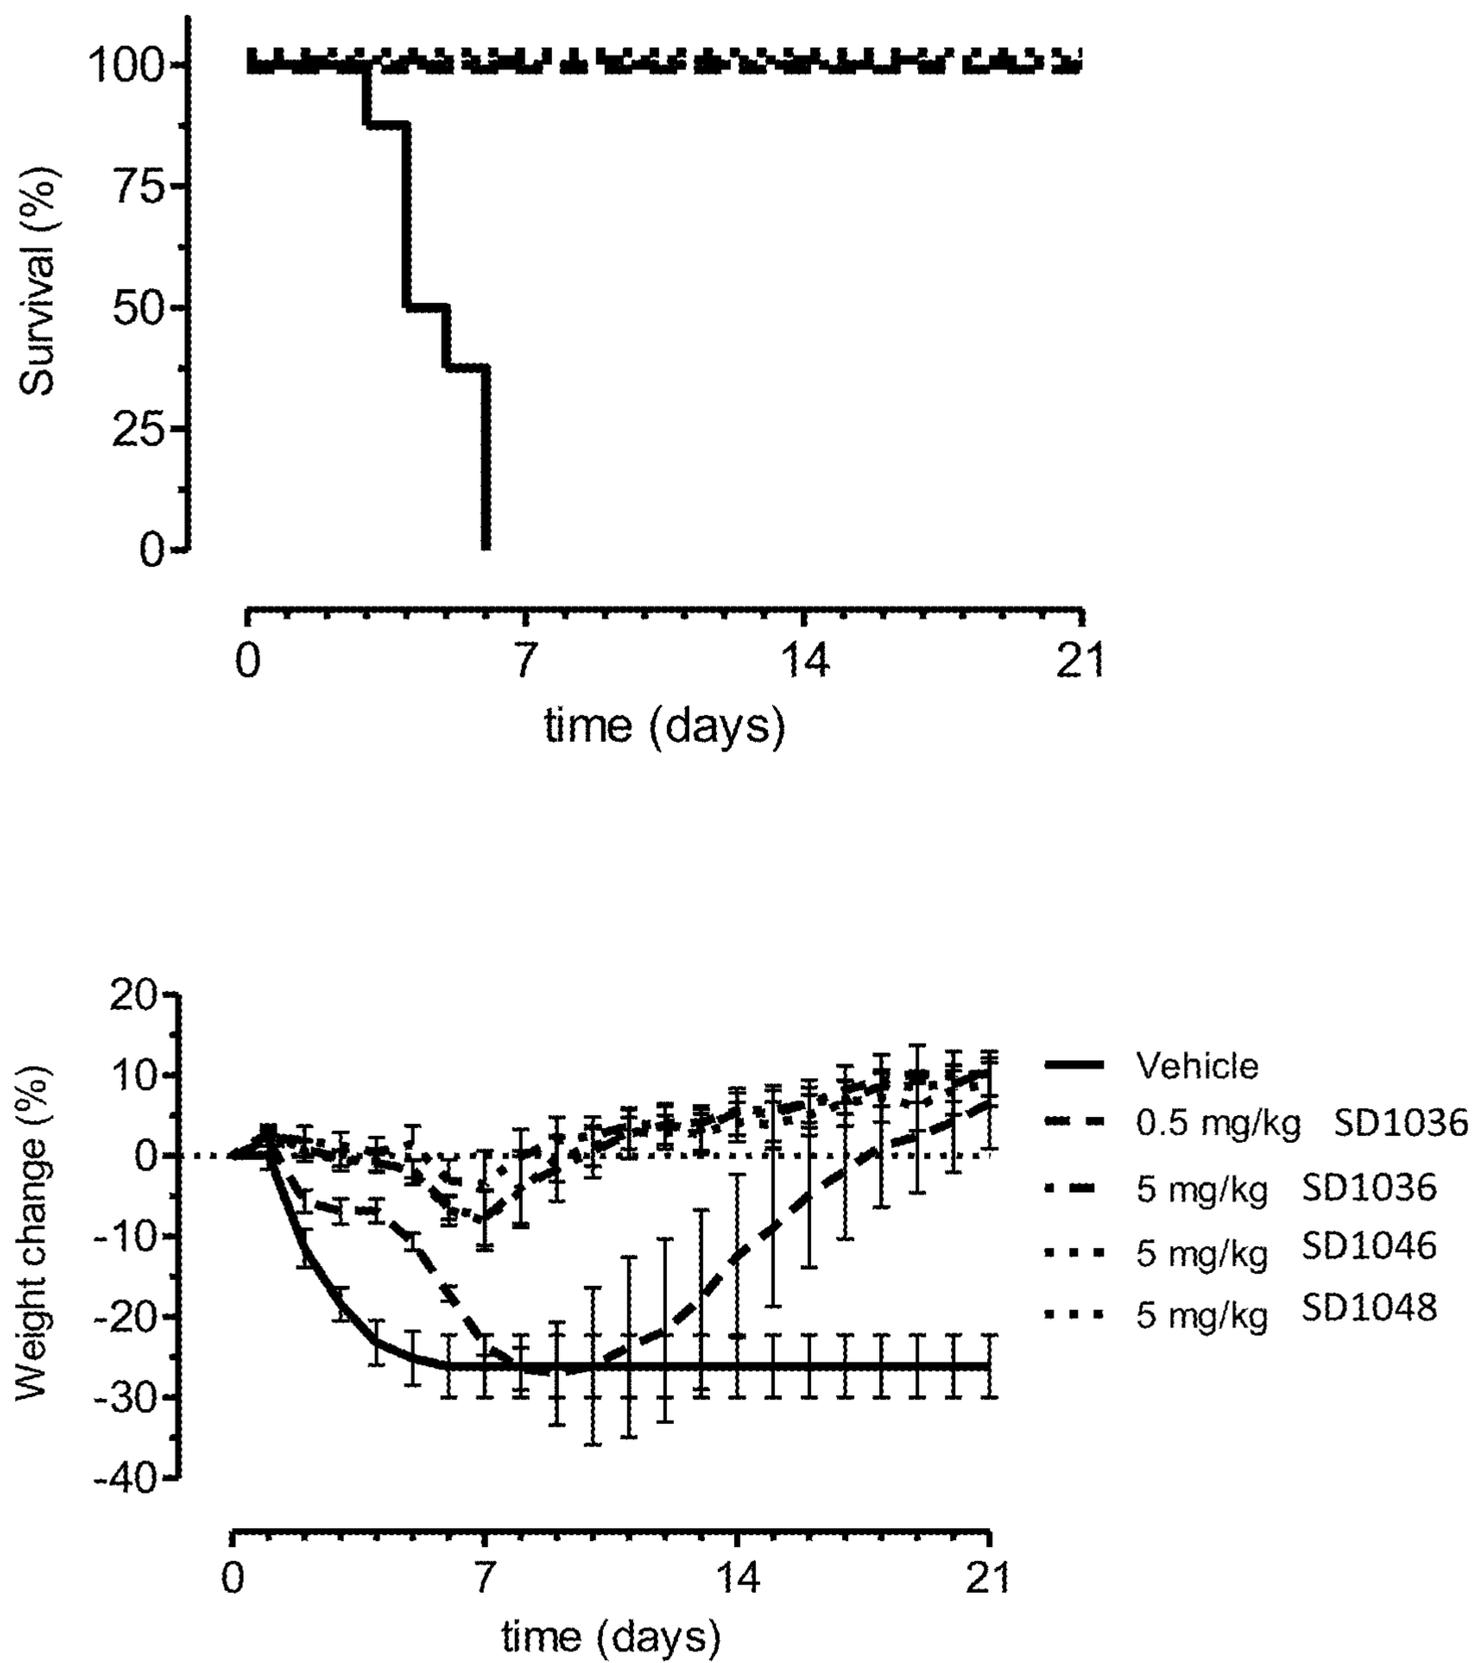 Survival (%)
100
75
50
25
0
0 7 14 21
time (days)
Weight change (%)
20
10
0
-10
-20
-30
-40
0 7 14 21
time (days)
Vehicle
0.5 mg/kg SD1036
5 mg/kg SD1036
5 mg/kg SD1046
5 mg/kg SD1048